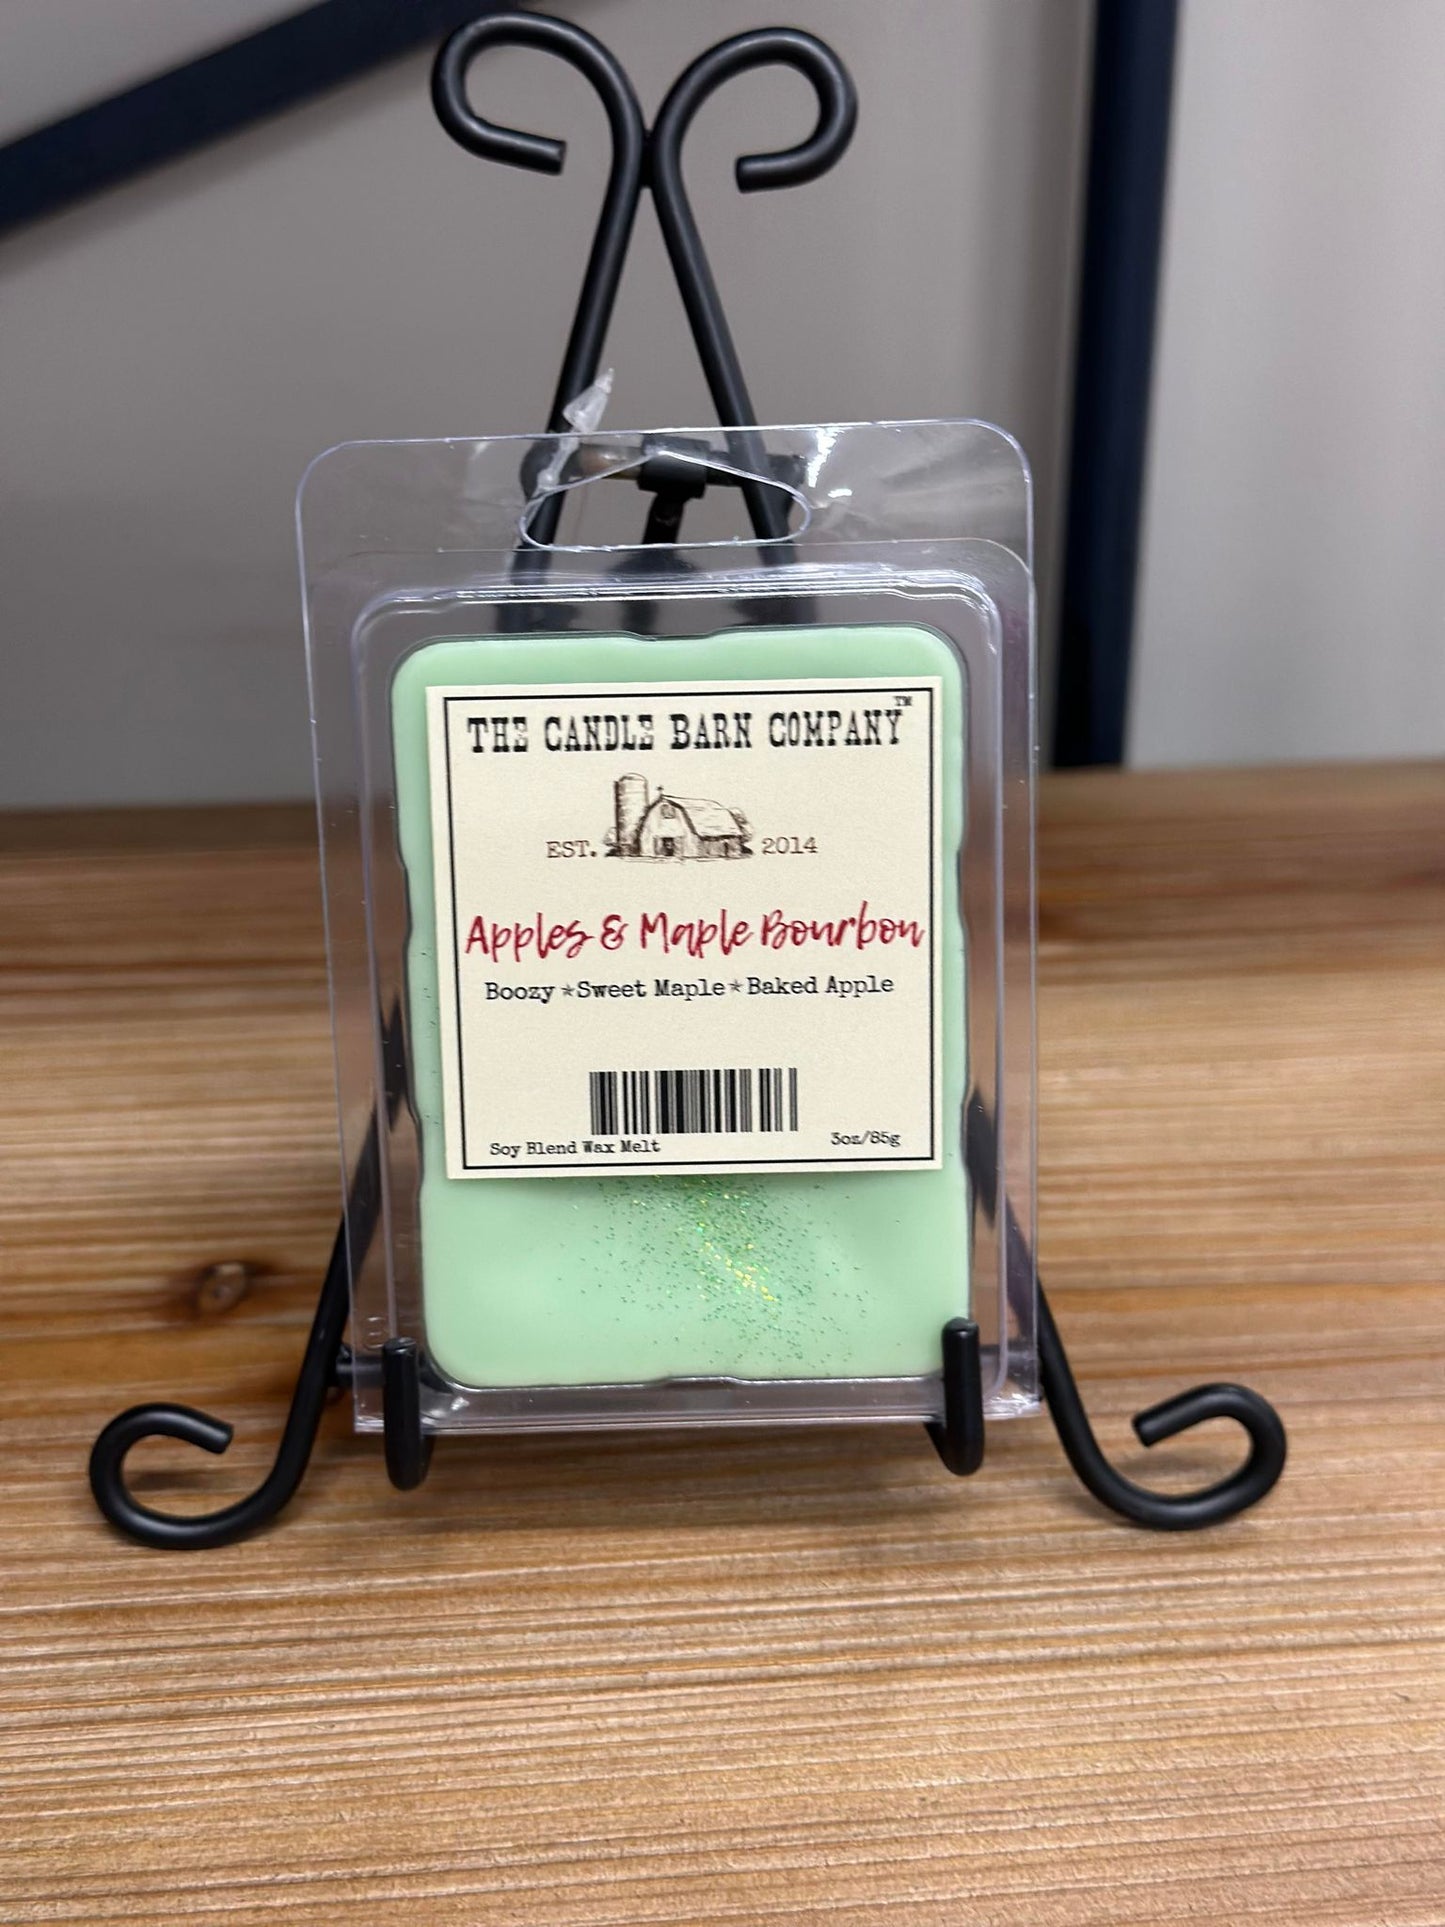 THE CANDLE BARN COMPANY™
EST. 2014
Apples & Maple Bourbon
Boozy★Sweet Maple★Baked Apple
Soy Blend Wax Melt 3oz/85g